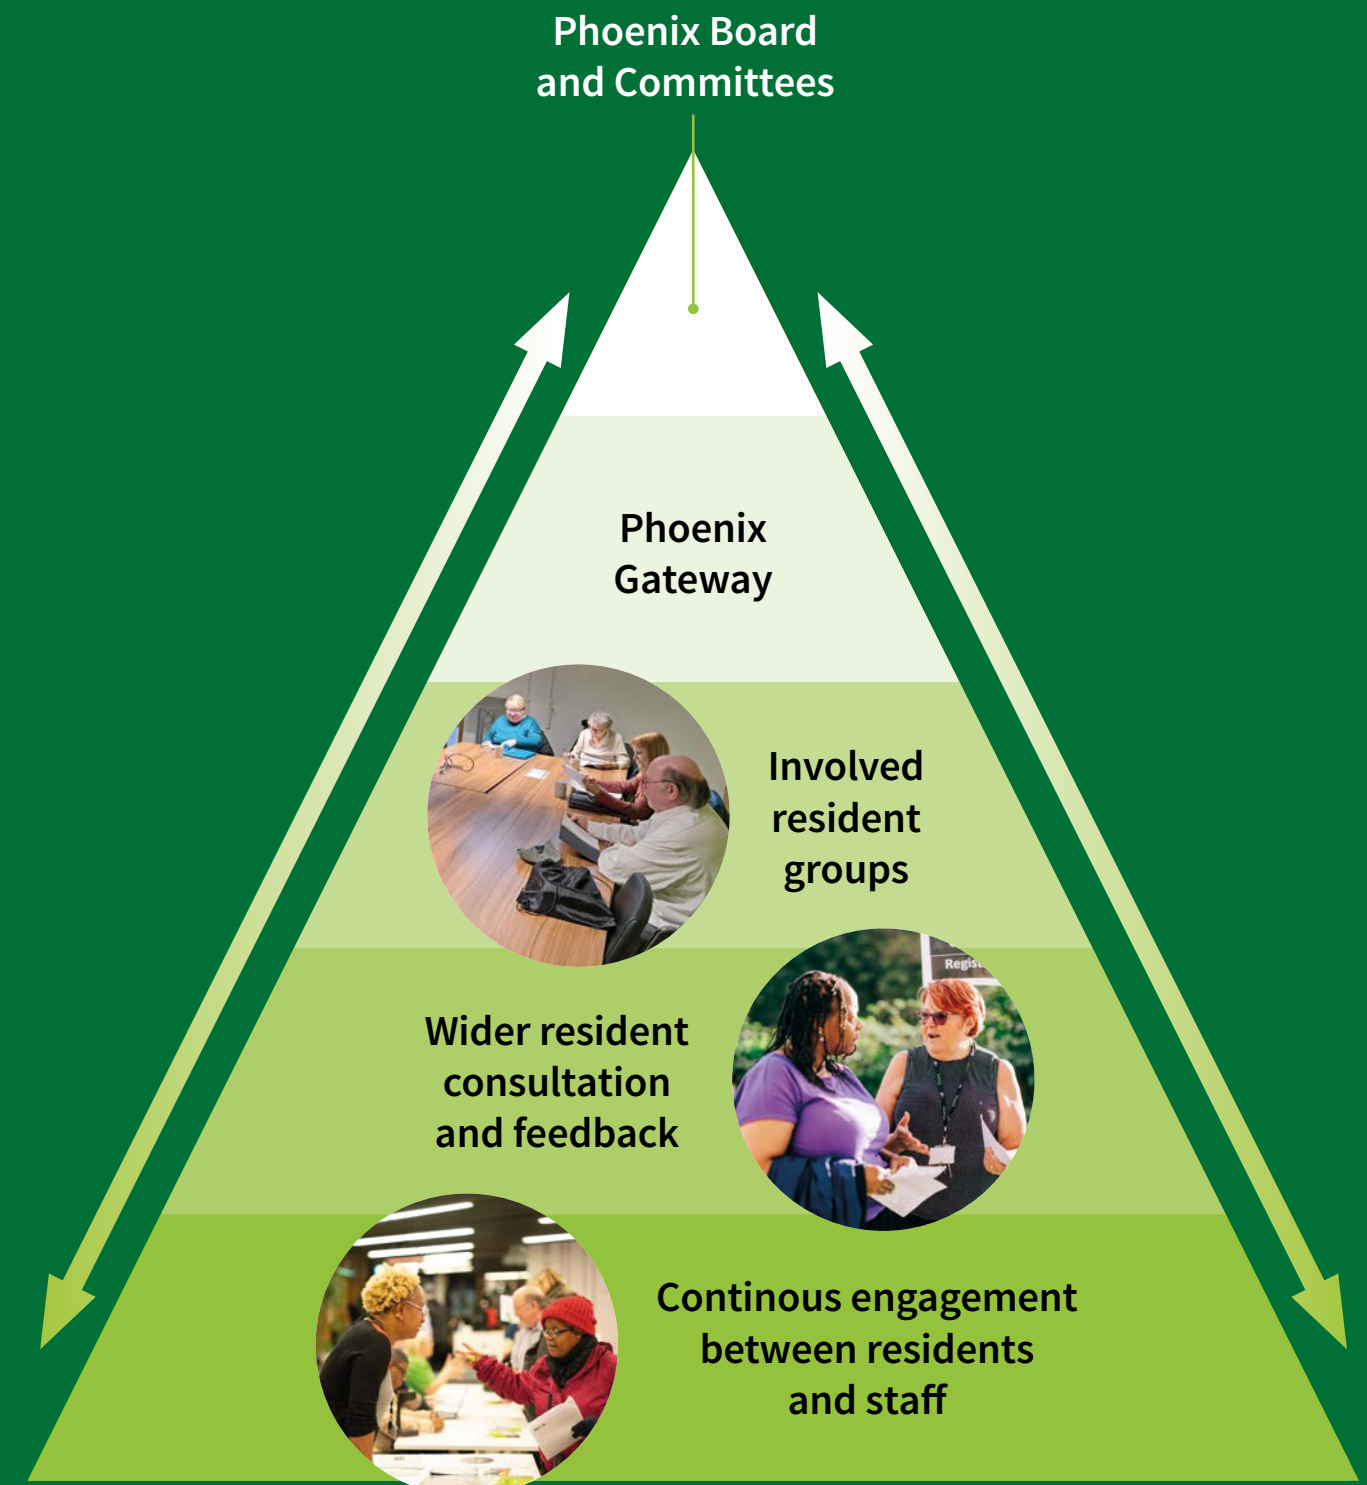 Phoenix Board
and Committees
Phoenix
Gateway
Involved
resident
groups
Wider resident
consultation
and feedback
Continous engagement
between residents
and staff